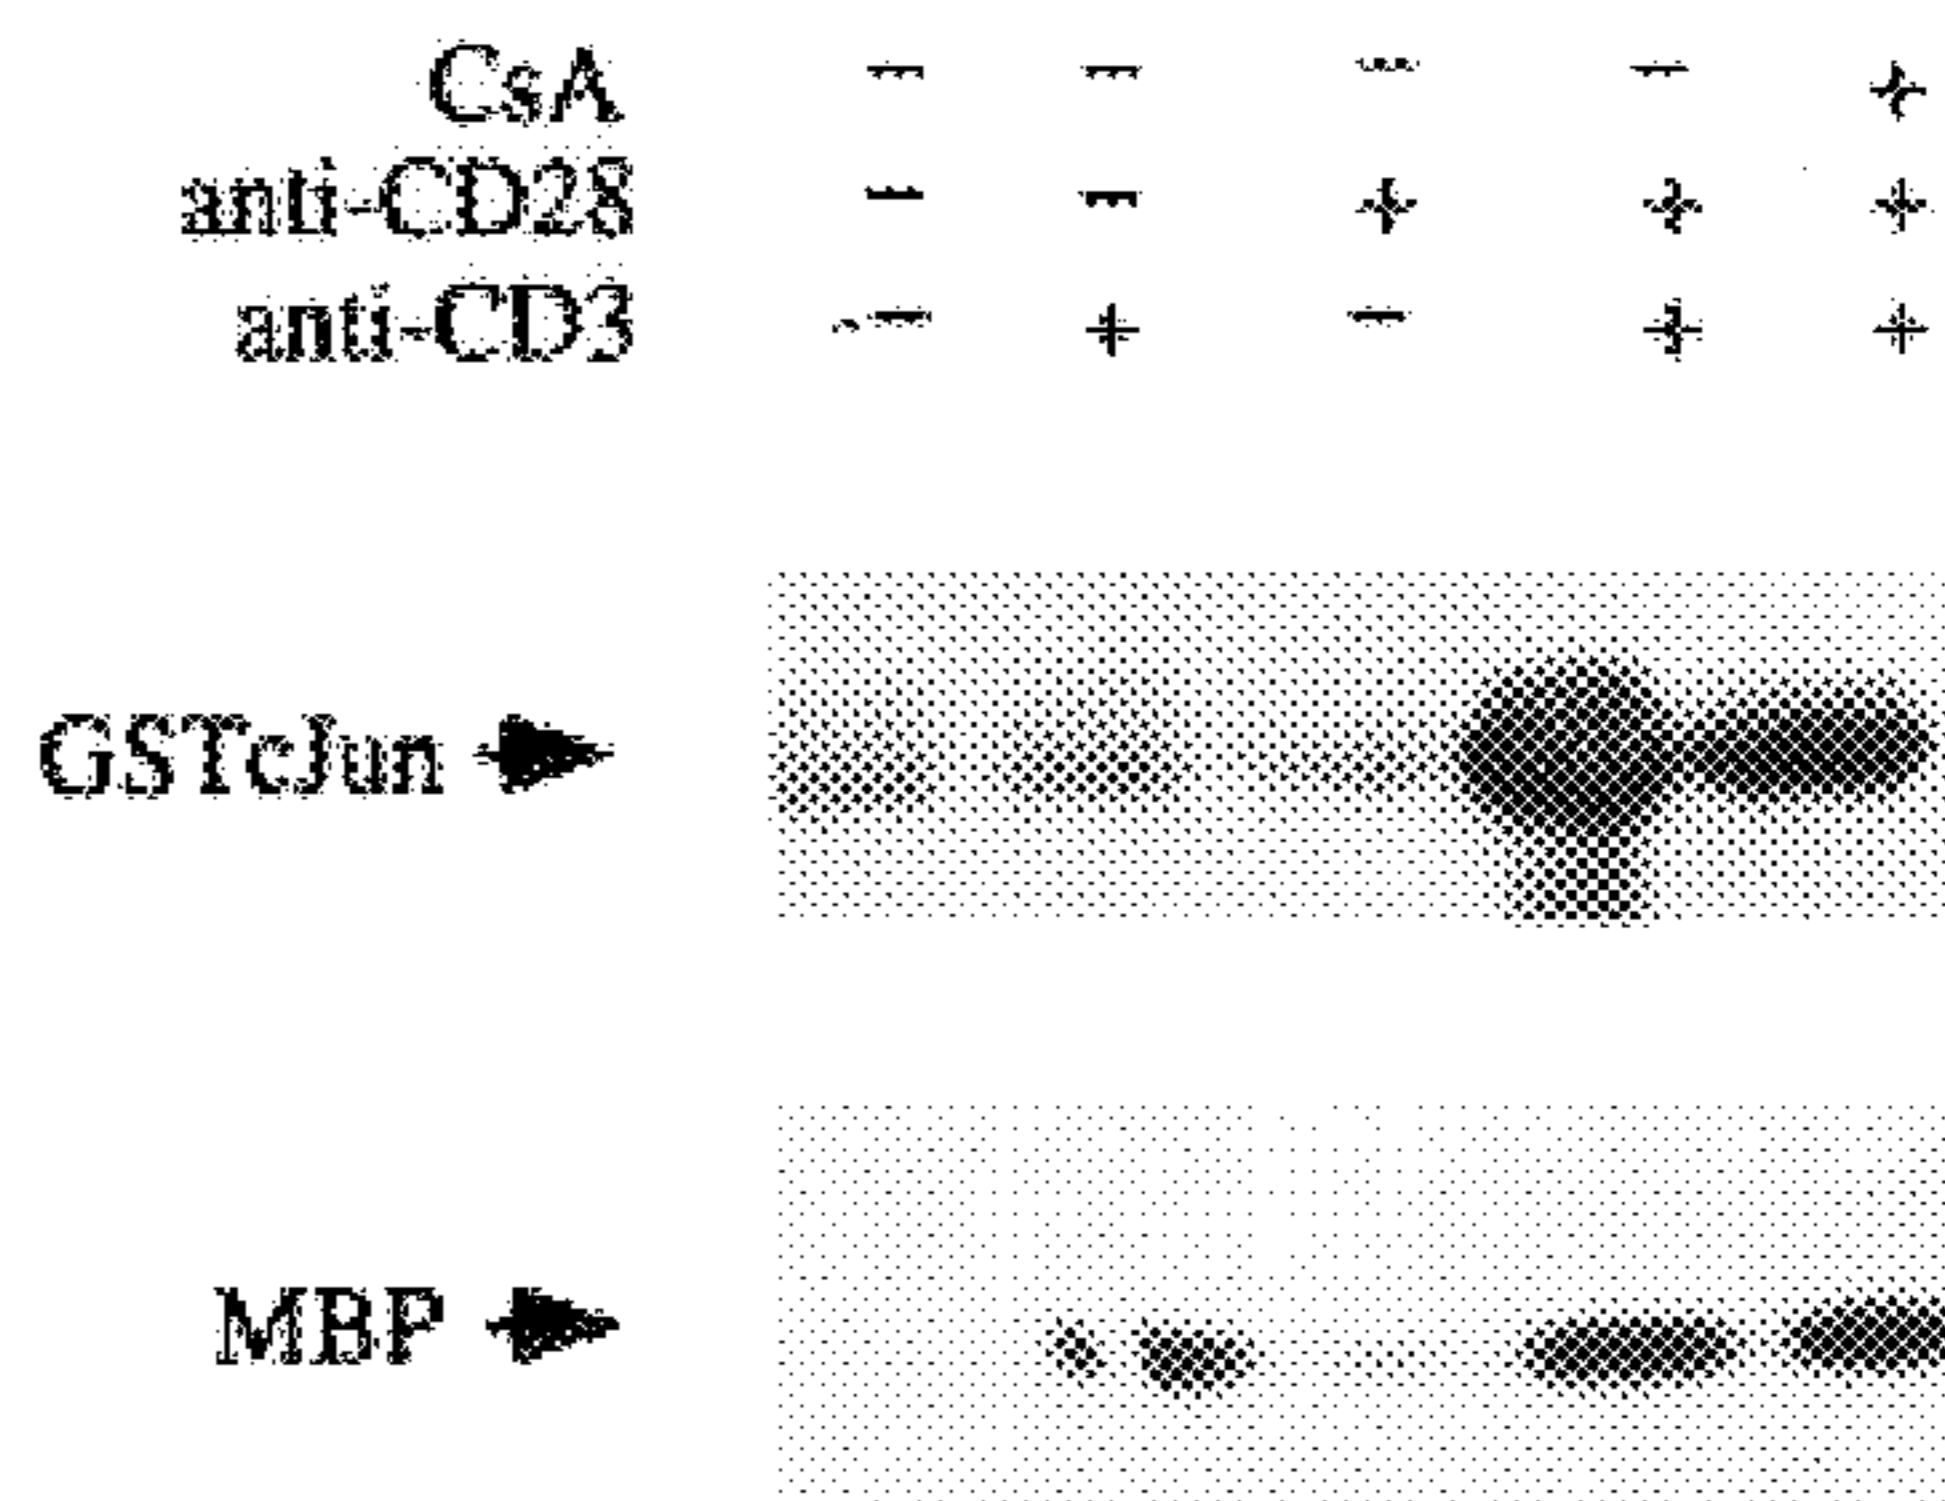 CsA - - - - +
anti-CD28 - - + + +
anti-CD3 - + - + +
GSTcJun
MBP